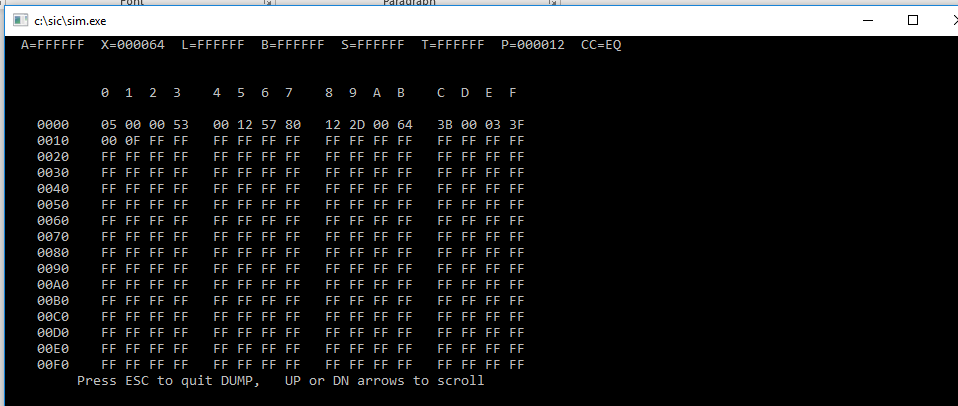 Font Paragraph
c:\sic\sim.exe
A=FFFFFF X=000064 L=FFFFFF B=FFFFFF S=FFFFFF T=FFFFFF P=000012 CC=EQ
0 1 2 3 4 5 6 7 8 9 A B C D E F
0000 05 00 00 53 00 12 57 80 12 2D 00 64 3B 00 03 3F
0010 00 0F FF FF FF FF FF FF FF FF FF FF FF FF FF FF
0020 FF FF FF FF FF FF FF FF FF FF FF FF FF FF FF FF
0030 FF FF FF FF FF FF FF FF FF FF FF FF FF FF FF FF
0040 FF FF FF FF FF FF FF FF FF FF FF FF FF FF FF FF
0050 FF FF FF FF FF FF FF FF FF FF FF FF FF FF FF FF
0060 FF FF FF FF FF FF FF FF FF FF FF FF FF FF FF FF
0070 FF FF FF FF FF FF FF FF FF FF FF FF FF FF FF FF
0080 FF FF FF FF FF FF FF FF FF FF FF FF FF FF FF FF
0090 FF FF FF FF FF FF FF FF FF FF FF FF FF FF FF FF
00A0 FF FF FF FF FF FF FF FF FF FF FF FF FF FF FF FF
00B0 FF FF FF FF FF FF FF FF FF FF FF FF FF FF FF FF
00C0 FF FF FF FF FF FF FF FF FF FF FF FF FF FF FF FF
00D0 FF FF FF FF FF FF FF FF FF FF FF FF FF FF FF FF
00E0 FF FF FF FF FF FF FF FF FF FF FF FF FF FF FF FF
00F0 FF FF FF FF FF FF FF FF FF FF FF FF FF FF FF FF
Press ESC to quit DUMP, UP or DN arrows to scroll